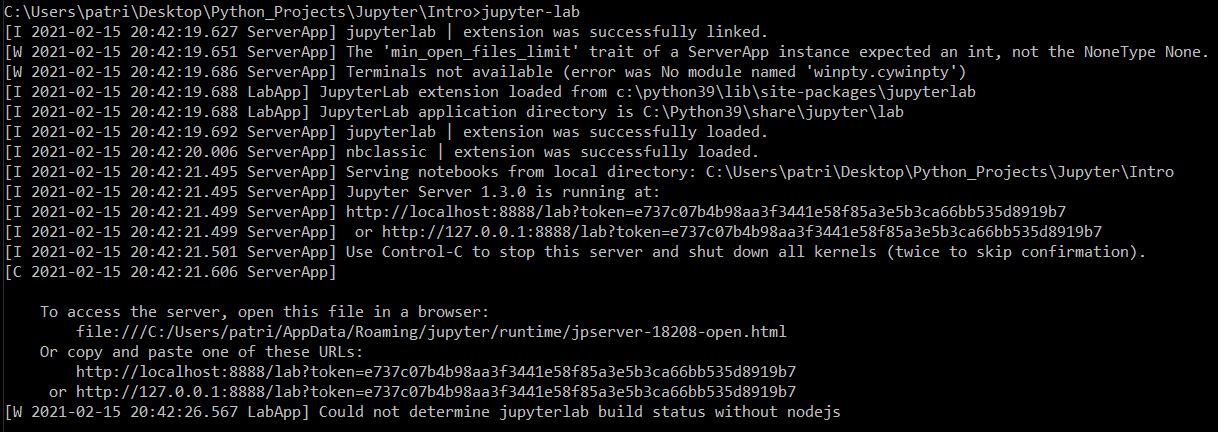 C:\Users\patri\Desktop\Python_Projects\Jupyter\Intro>jupyter-lab
[I 2021-02-15 20:42:19.627 ServerApp] jupyterlab | extension was successfully linked.
[W 2021-02-15 20:42:19.651 ServerApp] The 'min_open_files_limit' trait of a ServerApp instance expected an int, not the NoneType None.
[W 2021-02-15 20:42:19.686 ServerApp] Terminals not available (error was No module named 'winpty.cywinpty')
[I 2021-02-15 20:42:19.688 LabApp] JupyterLab extension loaded from c:\python39\lib\site-packages\jupyterlab
[I 2021-02-15 20:42:19.688 LabApp] JupyterLab application directory is C:\Python39\share\jupyter\lab
[I 2021-02-15 20:42:19.692 ServerApp] jupyterlab | extension was successfully loaded.
[I 2021-02-15 20:42:20.006 ServerApp] nbclassic | extension was successfully loaded.
[I 2021-02-15 20:42:21.495 ServerApp] Serving notebooks from local directory: C:\Users\patri\Desktop\Python_Projects\Jupyter\Intro
[I 2021-02-15 20:42:21.495 ServerApp] Jupyter Server 1.3.0 is running at:
[I 2021-02-15 20:42:21.499 ServerApp] http://localhost:8888/lab?token=e737c07b4b98aa3f3441e58f85a3e5b3ca66bb535d8919b7
[I 2021-02-15 20:42:21.499 ServerApp]  or http://127.0.0.1:8888/lab?token=e737c07b4b98aa3f3441e58f85a3e5b3ca66bb535d8919b7
[I 2021-02-15 20:42:21.501 ServerApp] Use Control-C to stop this server and shut down all kernels (twice to skip confirmation).
[C 2021-02-15 20:42:21.606 ServerApp]
To access the server, open this file in a browser:
file:///C:/Users/patri/AppData/Roaming/jupyter/runtime/jpserver-18208-open.html
Or copy and paste one of these URLs:
http://localhost:8888/lab?token=e737c07b4b98aa3f3441e58f85a3e5b3ca66bb535d8919b7
or http://127.0.0.1:8888/lab?token=e737c07b4b98aa3f3441e58f85a3e5b3ca66bb535d8919b7
[W 2021-02-15 20:42:26.567 LabApp] Could not determine jupyterlab build status without nodejs